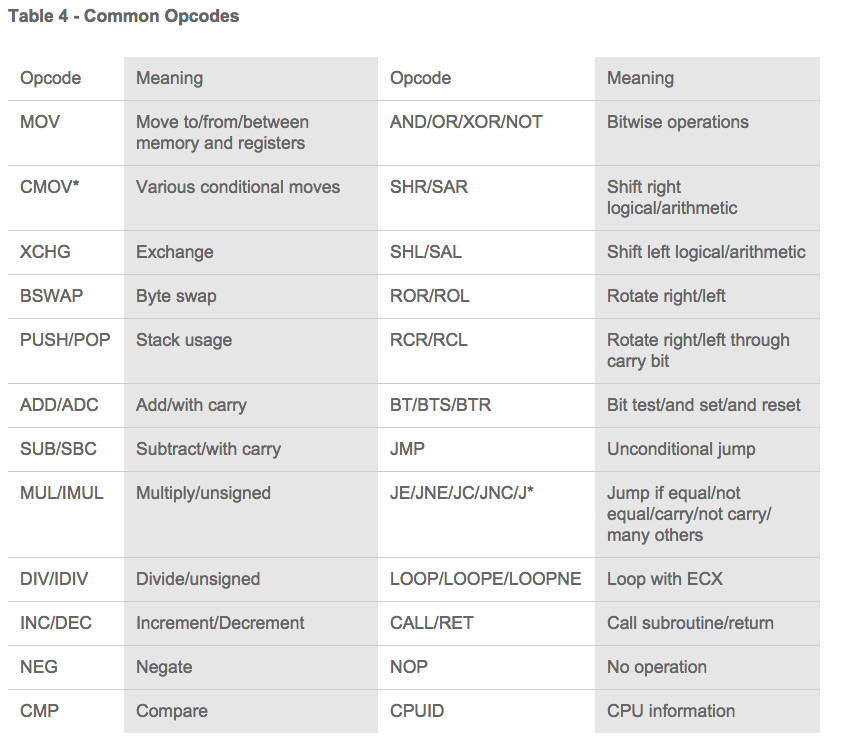 Table 4 - Common Opcodes
Opcode Meaning Opcode Meaning
MOV Move to/from/between AND/OR/XOR/NOT Bitwise operations
memory and registers
CMOV* Various conditional moves SHR/SAR Shift right
logical/arithmetic
XCHG Exchange SHL/SAL Shift left logical/arithmetic
BSWAP Byte swap ROR/ROL Rotate right/left
PUSH/POP Stack usage RCR/RCL Rotate right/left through
carry bit
ADD/ADC Add/with carry BT/BTS/BTR Bit test/and set/and reset
SUB/SBC Subtract/with carry JMP Unconditional jump
MUL/IMUL Multiply/unsigned JE/JNE/JC/JNC/J* Jump if equal/not
equal/carry/not carry/
many others
DIV/IDIV Divide/unsigned LOOP/LOOPE/LOOPNE Loop with ECX
INC/DEC Increment/Decrement CALL/RET Call subroutine/return
NEG Negate NOP No operation
CMP Compare CPUID CPU information